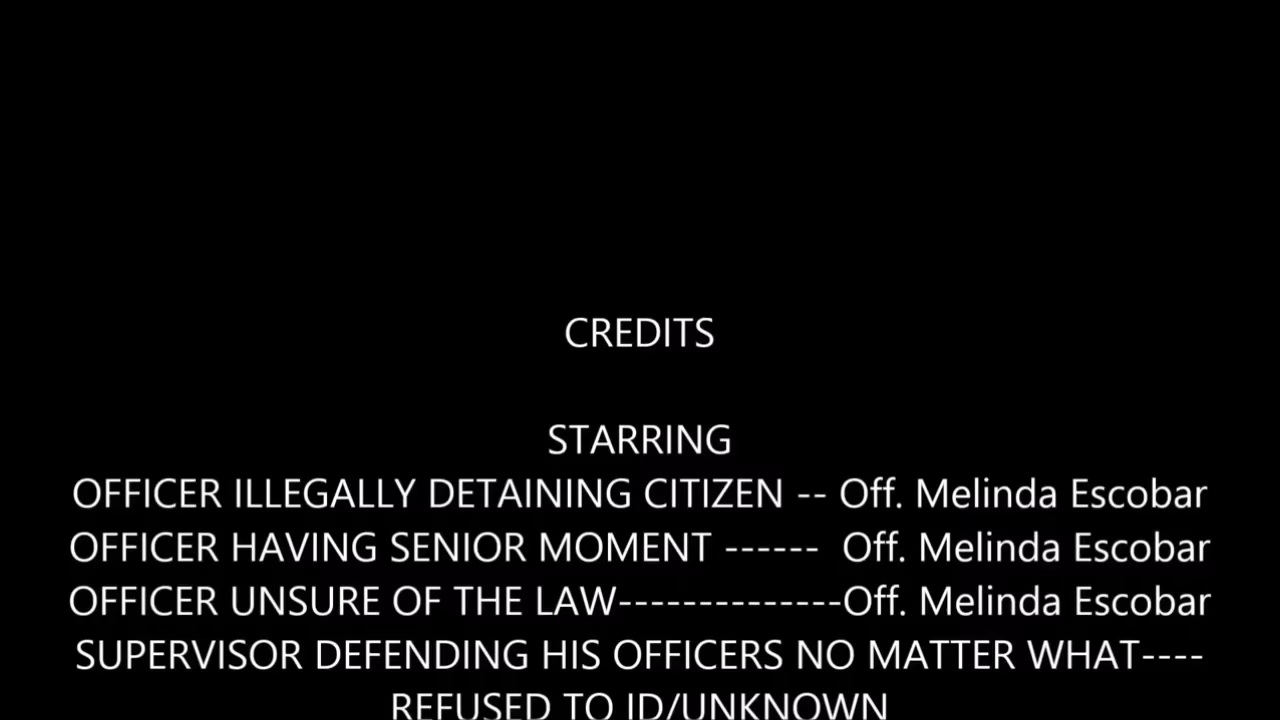 CREDITS
STARRING
OFFICER ILLEGALLY DETAINING CITIZEN -- Off. Melinda Escobar
OFFICER HAVING SENIOR MOMENT ------ Off. Melinda Escobar
OFFICER UNSURE OF THE LAW--------------Off. Melinda Escobar
SUPERVISOR DEFENDING HIS OFFICERS NO MATTER WHAT----
REFUSED TO ID/UNKNOWN